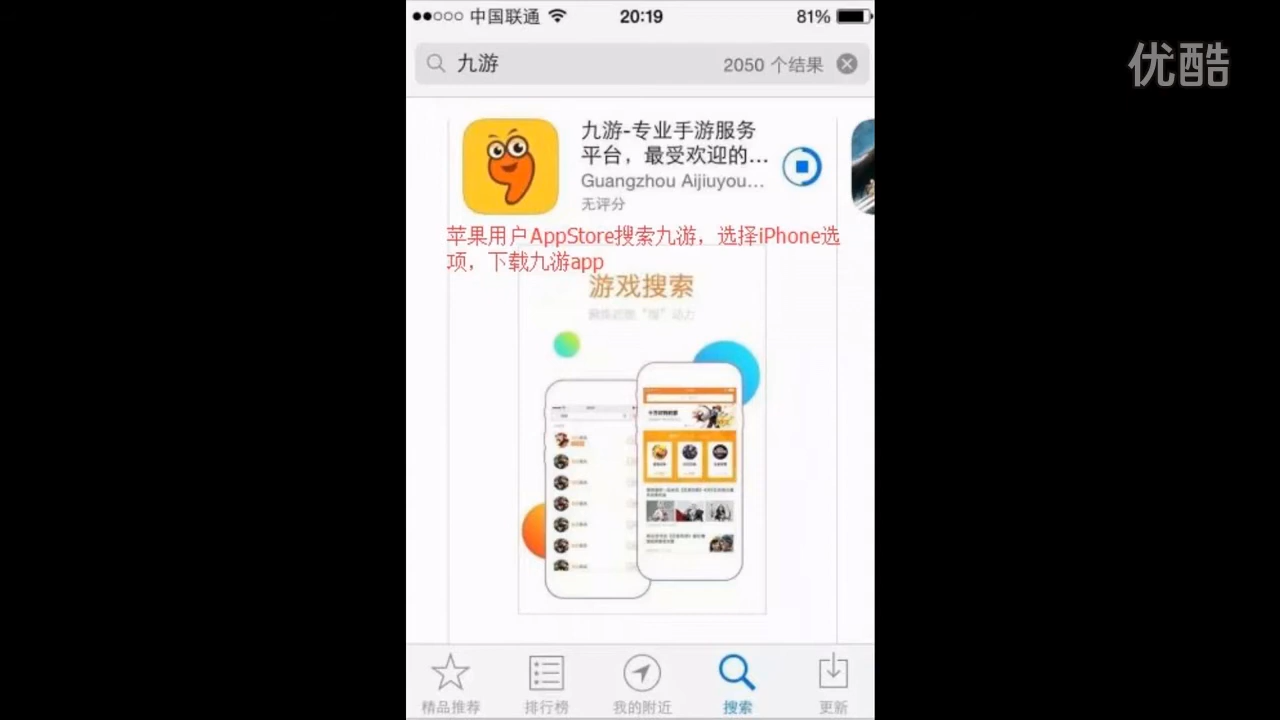 中国联通
20:19
81%
优酷
九游
2050 个结果
九游-专业手游服务
平台，最受欢迎的...
Guangzhou Aijiuyou...
无评分
苹果用户AppStore搜索九游，选择iPhone选
项，下载九游app
游戏搜索
精品推荐
排行榜
我的附近
搜索
更新